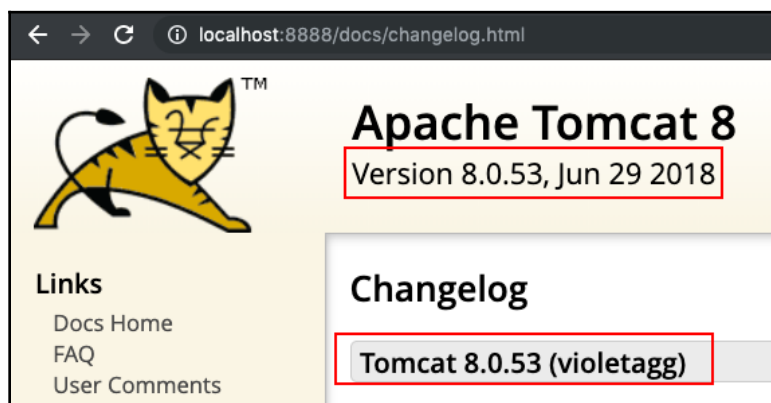 localhost:8888/docs/changelog.html
TM
Apache Tomcat 8
Version 8.0.53, Jun 29 2018
Links
Docs Home
FAQ
User Comments
Changelog
Tomcat 8.0.53 (violetagg)